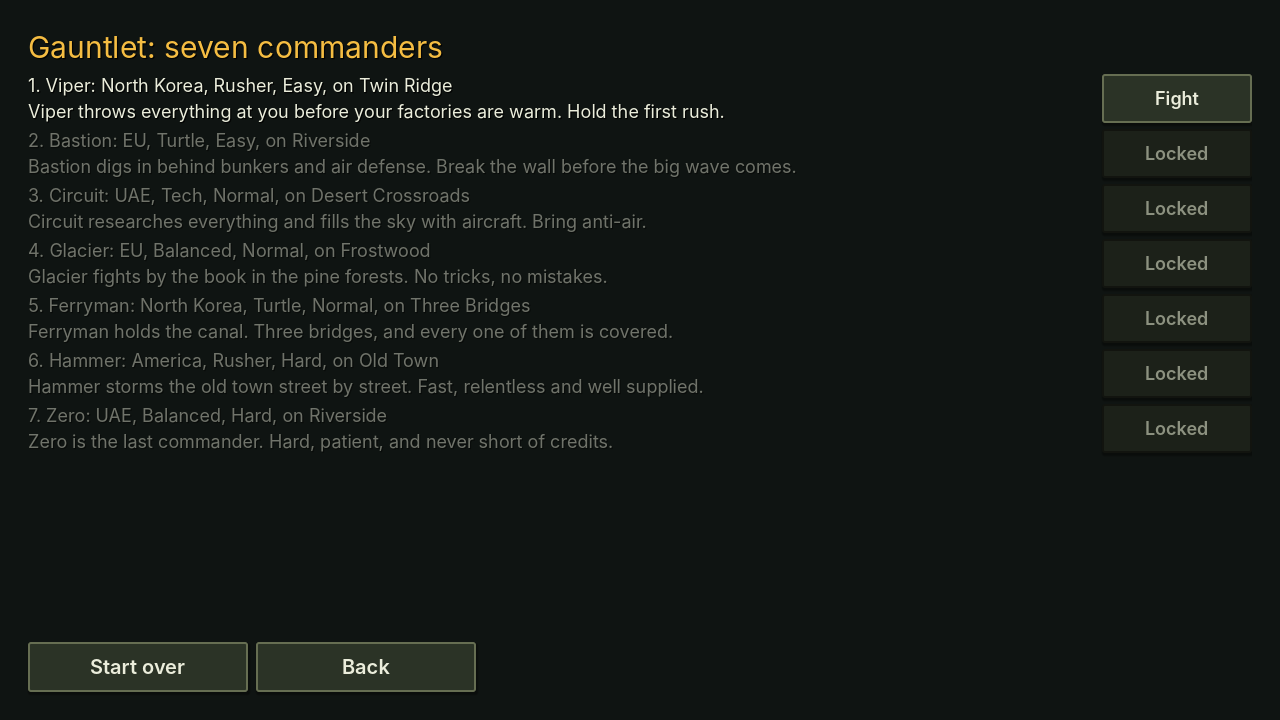 Gauntlet: seven commanders
1. Viper: North Korea, Rusher, Easy, on Twin Ridge
Viper throws everything at you before your factories are warm. Hold the first rush.
Fight
2. Bastion: EU, Turtle, Easy, on Riverside
Bastion digs in behind bunkers and air defense. Break the wall before the big wave comes.
Locked
3. Circuit: UAE, Tech, Normal, on Desert Crossroads
Circuit researches everything and fills the sky with aircraft. Bring anti-air.
Locked
4. Glacier: EU, Balanced, Normal, on Frostwood
Glacier fights by the book in the pine forests. No tricks, no mistakes.
Locked
5. Ferryman: North Korea, Turtle, Normal, on Three Bridges
Ferryman holds the canal. Three bridges, and every one of them is covered.
Locked
6. Hammer: America, Rusher, Hard, on Old Town
Hammer storms the old town street by street. Fast, relentless and well supplied.
Locked
7. Zero: UAE, Balanced, Hard, on Riverside
Zero is the last commander. Hard, patient, and never short of credits.
Locked
Start over
Back